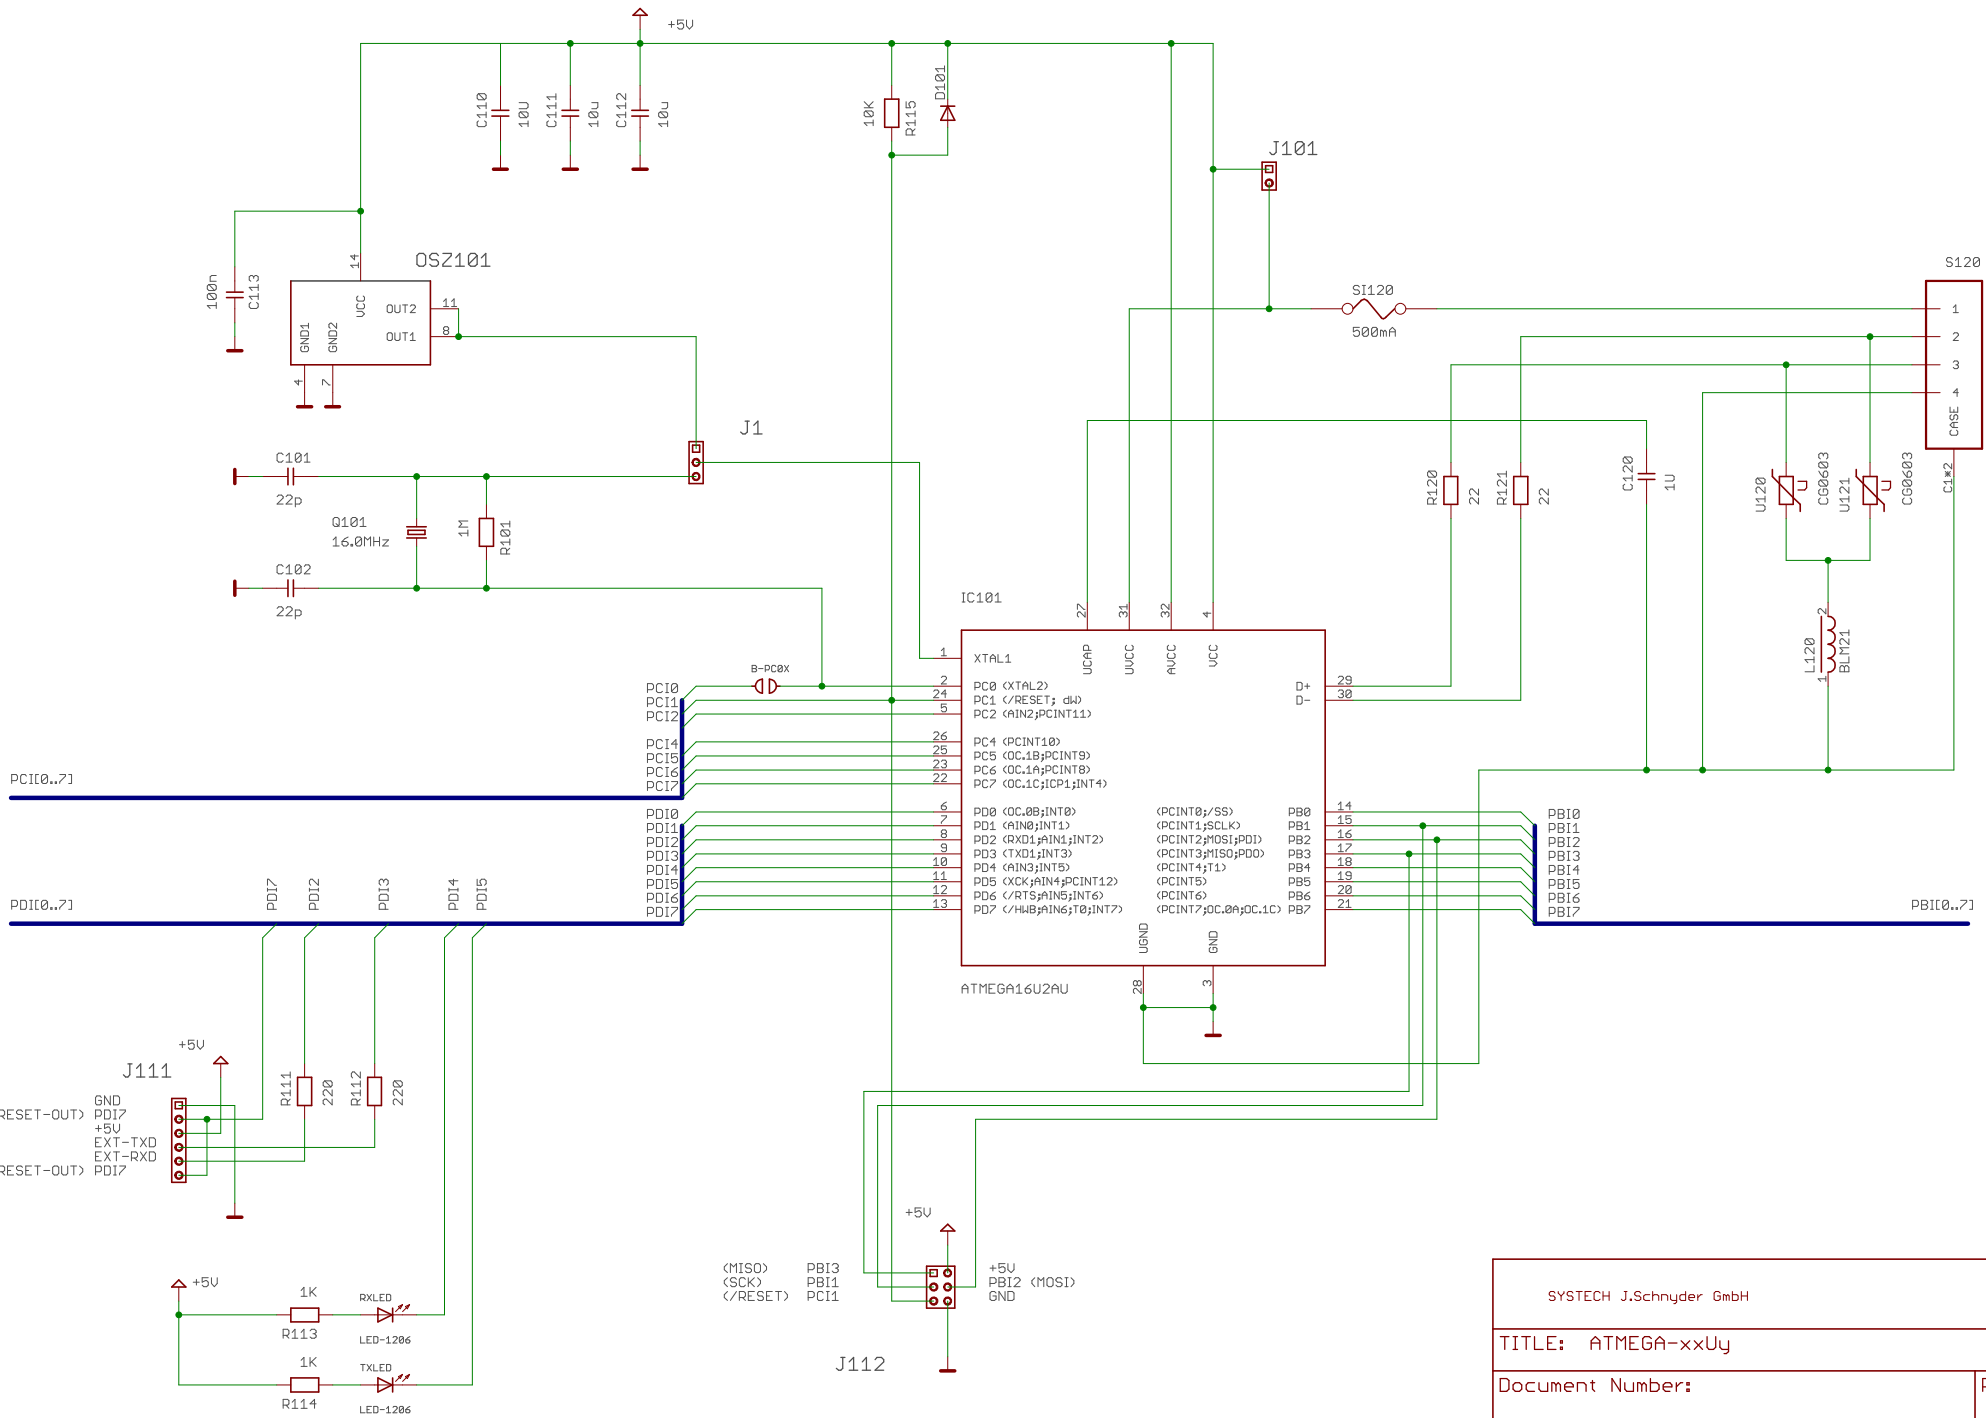 +5V
C110
10U
C111
10u
C112
10u
10K
R115
D101
J101
OSZ101
100n
C113
14
VCC
GND1
GND2
OUT2
OUT1
11
8
4
7
SI120
500mA
S120
1
2
3
4
CASE
C1*2
J1
C101
22p
Q101
16.0MHz
1M
R101
C102
22p
R120
22
R121
22
C120
1U
U120
CG0603
U121
CG0603
L120
BLM21
2
1
IC101
27
31
32
4
UCAP
UVCC
AVCC
VCC
1
XTAL1
B-PC0X
PCI0
2
PC0 (XTAL2)
D+
29
PCI1
24
PC1 (/RESET; dW)
D-
30
PCI2
5
PC2 (AIN2;PCINT11)
PCI4
26
PC4 (PCINT10)
PCI5
25
PC5 (OC.1B;PCINT9)
PCI6
23
PC6 (OC.1A;PCINT8)
PCI7
22
PC7 (OC.1C;ICP1;INT4)
PCI[0..7]
PDI0
6
PD0 (OC.0B;INT0)
(PCINT0;/SS) PB0
14
PBI0
PDI1
7
PD1 (AIN0;INT1)
(PCINT1;SCLK) PB1
15
PBI1
PDI2
8
PD2 (RXD1;AIN1;INT2)
(PCINT2;MOSI;PDI) PB2
16
PBI2
PDI3
9
PD3 (TXD1;INT3)
(PCINT3;MISO;PDO) PB3
17
PBI3
PDI4
10
PD4 (AIN3;INT5)
(PCINT4;T1) PB4
18
PBI4
PDI5
11
PD5 (XCK;AIN4;PCINT12)
(PCINT5) PB5
19
PBI5
PDI6
12
PD6 (/RTS;AIN5;INT6)
(PCINT6) PB6
20
PBI6
PDI7
13
PD7 (/HWB;AIN6;T0;INT7)
(PCINT7;OC.0A;OC.1C) PB7
21
PBI7
PDI[0..7]
PBI[0..7]
PDI7
PDI2
PDI3
PDI4
PDI5
UGND
GND
28
3
ATMEGA16U2AU
+5V
J111
R111
220
R112
220
GND
RESET-OUT) PDI7
+5V
EXT-TXD
EXT-RXD
RESET-OUT) PDI7
+5V
(MISO) PBI3
(SCK) PBI1
(/RESET) PCI1
+5V
PBI2 (MOSI)
GND
J112
+5V
1K
R113
RXLED
LED-1206
1K
R114
TXLED
LED-1206
SYSTECH J.Schnyder GmbH
TITLE: ATMEGA-xxUy
Document Number: